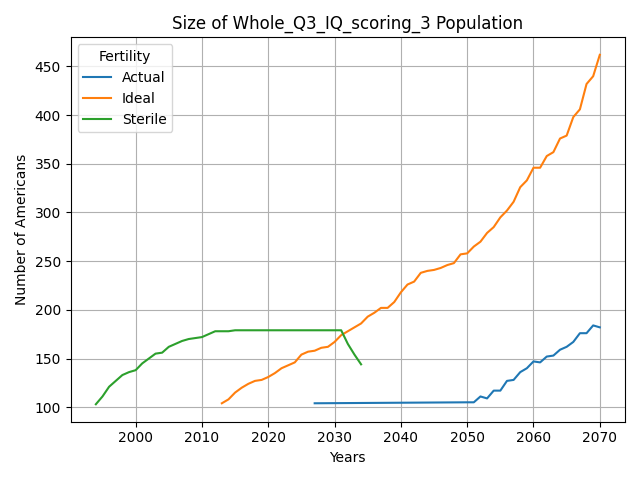 Size of Whole_Q3_IQ_scoring_3 Population
Fertility
Actual
Ideal
Sterile
Number of Americans
450
400
350
300
250
200
150
100
2000 2010 2020 2030 2040 2050 2060 2070
Years